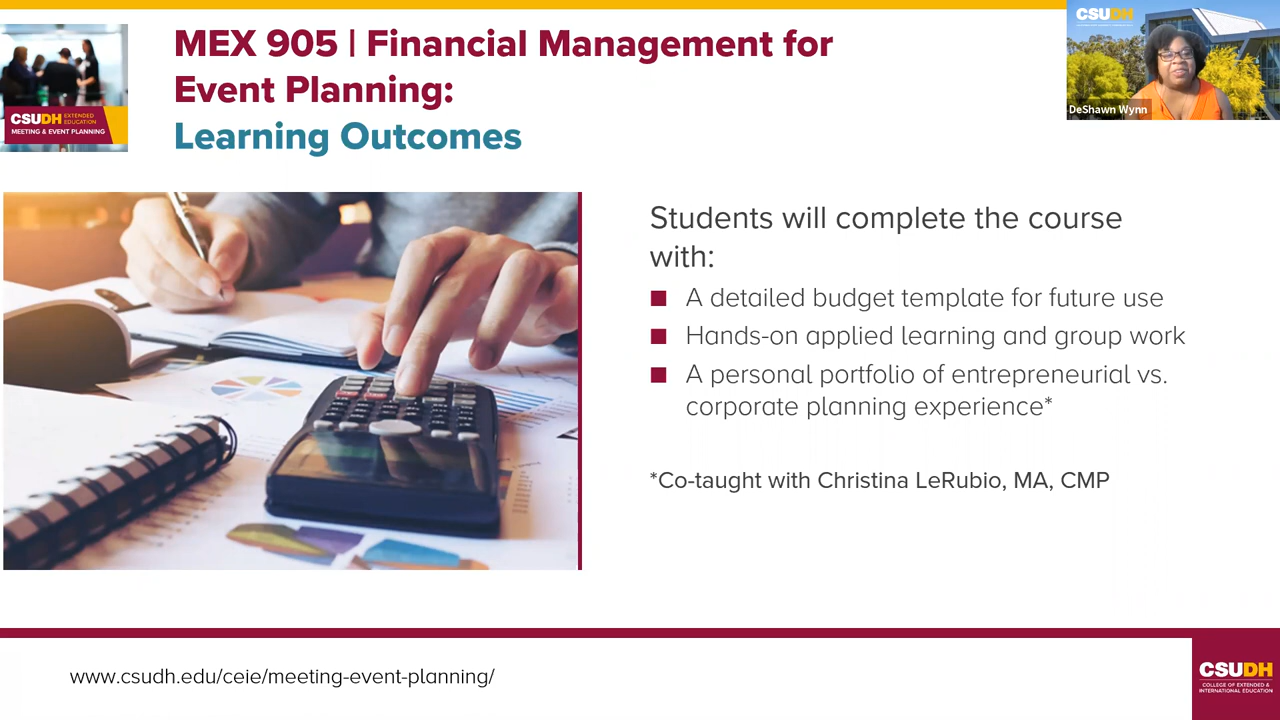 MEX 905 | Financial Management for
Event Planning:
Learning Outcomes
CSUDH EXTENDED
EDUCATION
MEETING & EVENT PLANNING
CSUDH
DeShawn Wynn
Students will complete the course
with:
A detailed budget template for future use
Hands-on applied learning and group work
A personal portfolio of entrepreneurial vs.
corporate planning experience*
*Co-taught with Christina LeRubio, MA, CMP
www.csudh.edu/ceie/meeting-event-planning/
CSUDH
COLLEGE OF EXTENDED &
INTERNATIONAL EDUCATION